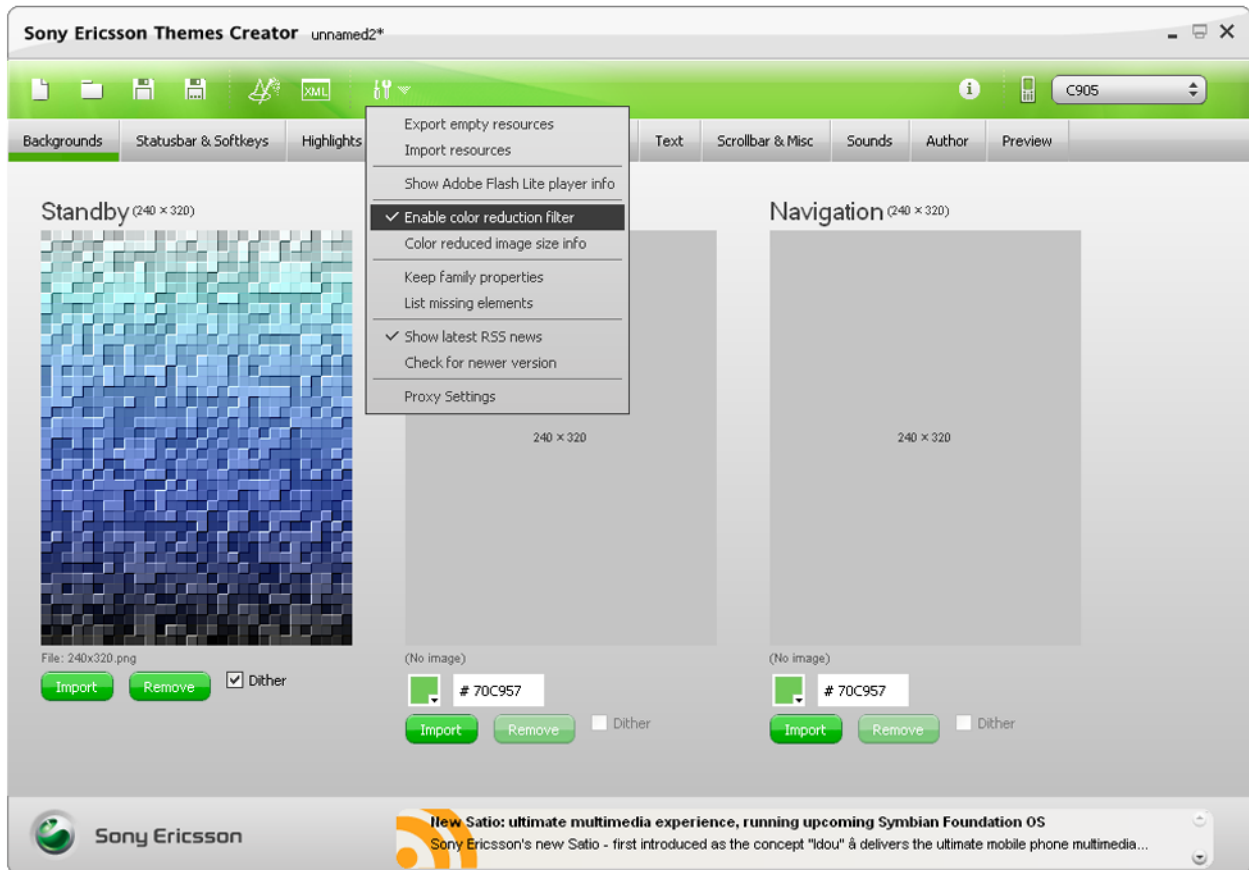 Sony Ericsson Themes Creator unnamed2*
XML
C905
Backgrounds Statusbar & Softkeys Highlights Text Scrollbar & Misc Sounds Author Preview
Export empty resources
Import resources
Show Adobe Flash Lite player info
Enable color reduction filter
Color reduced image size info
Keep family properties
List missing elements
Show latest RSS news
Check for newer version
Proxy Settings
Standby (240 × 320)
File: 240x320.png
Import Remove Dither
240 × 320
(No image)
# 70C957
Import Remove Dither
Navigation (240 × 320)
240 × 320
(No image)
# 70C957
Import Remove Dither
Sony Ericsson
New Satio: ultimate multimedia experience, running upcoming Symbian Foundation OS
Sony Ericsson's new Satio - first introduced as the concept "Idou" â delivers the ultimate mobile phone multimedia...